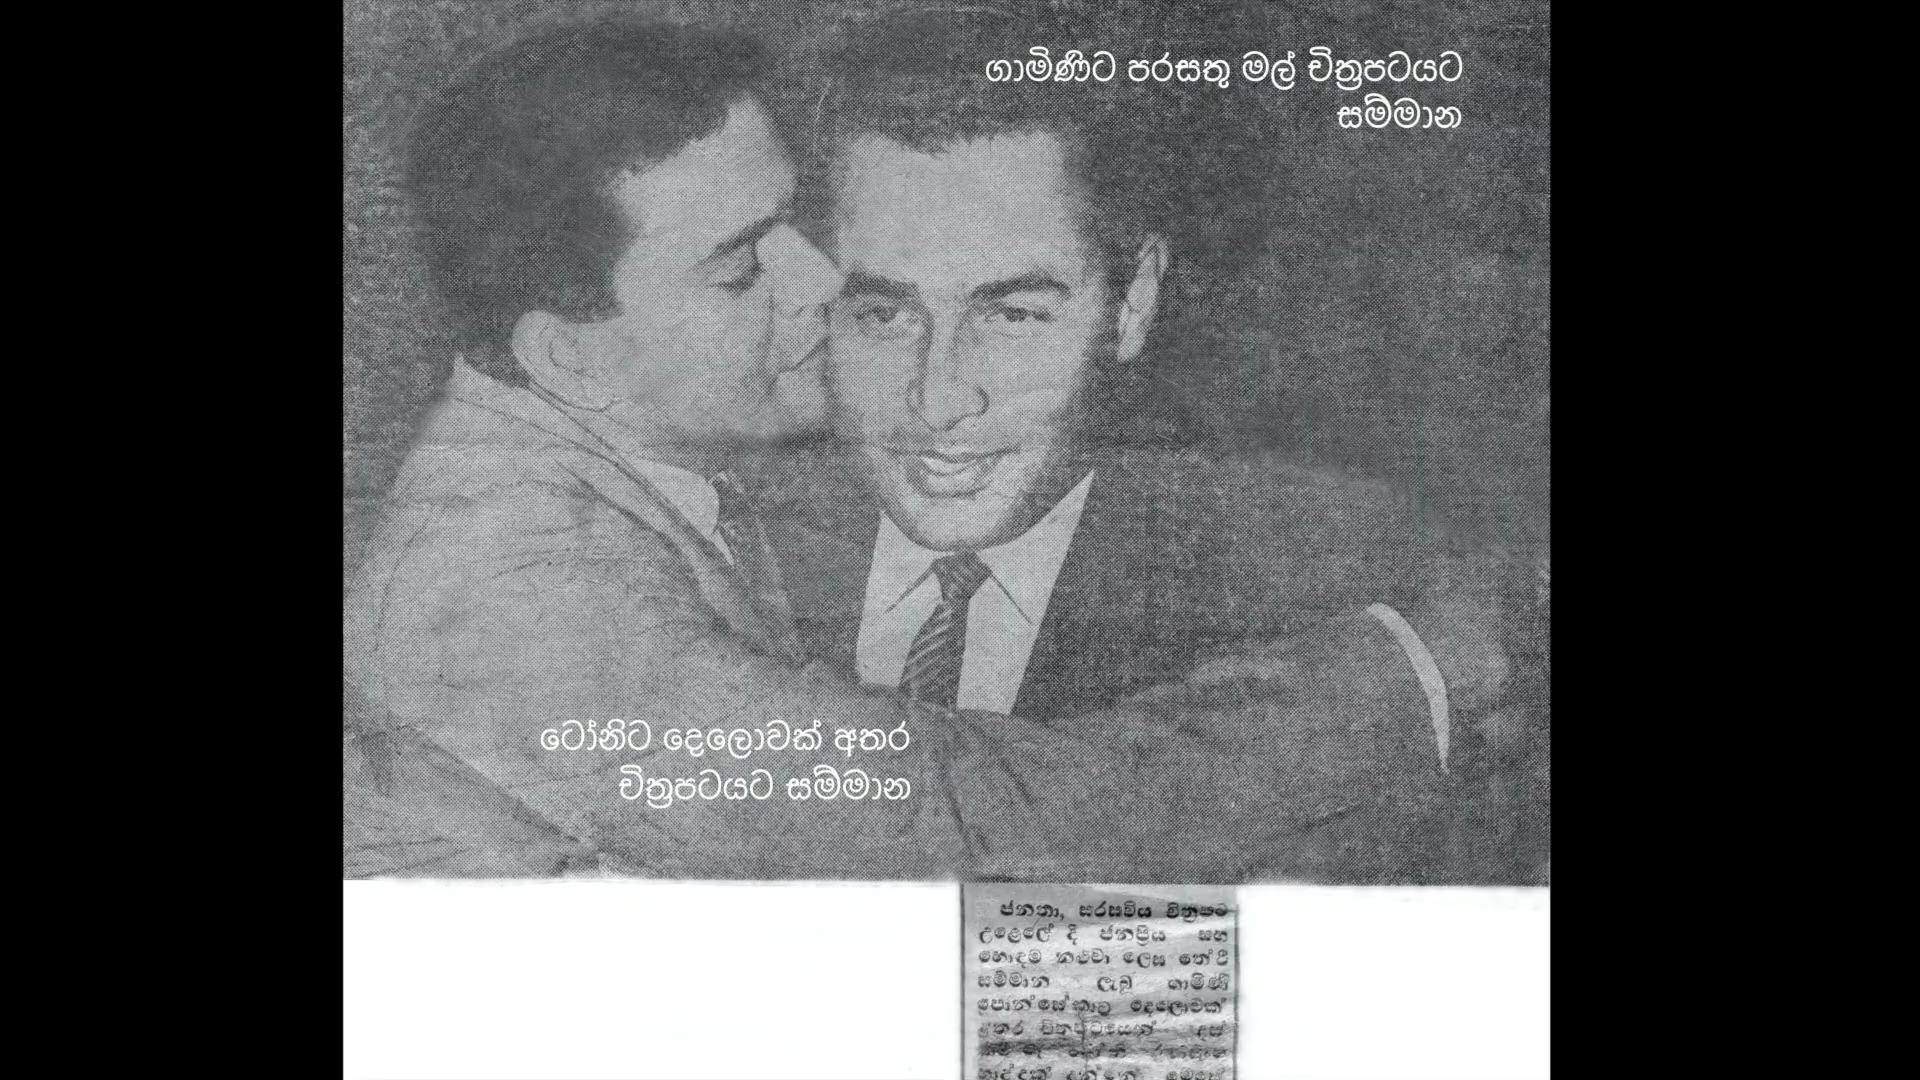 ගාමිණිට පරසතු මල් චිත්‍රපටයට
සම්මාන
ටෝනිට දෙලොවක් අතර
චිත්‍රපටයට සම්මාන
ජනතා, සරසවිය චිත්‍රපට
උළෙලේ දී ජනප්‍රිය සහ
හොඳම නළුවා ලෙස තේරී
සම්මාන ලැබූ ගාමිණි
පොන්සේකාට දෙලොවක්
අතර චිත්‍රපටයෙන් දස්